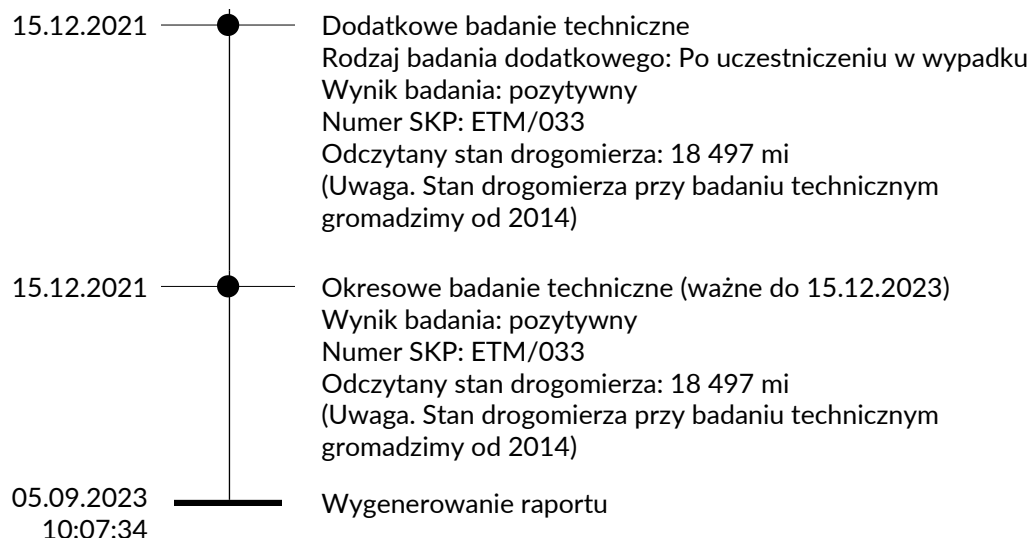 15.12.2021
Dodatkowe badanie techniczne
Rodzaj badania dodatkowego: Po uczestniczeniu w wypadku
Wynik badania: pozytywny
Numer SKP: ETM/033
Odczytany stan drogomierza: 18 497 mi
(Uwaga. Stan drogomierza przy badaniu technicznym
gromadzimy od 2014)
15.12.2021
Okresowe badanie techniczne (ważne do 15.12.2023)
Wynik badania: pozytywny
Numer SKP: ETM/033
Odczytany stan drogomierza: 18 497 mi
(Uwaga. Stan drogomierza przy badaniu technicznym
gromadzimy od 2014)
05.09.2023
10:07:34
Wygenerowanie raportu